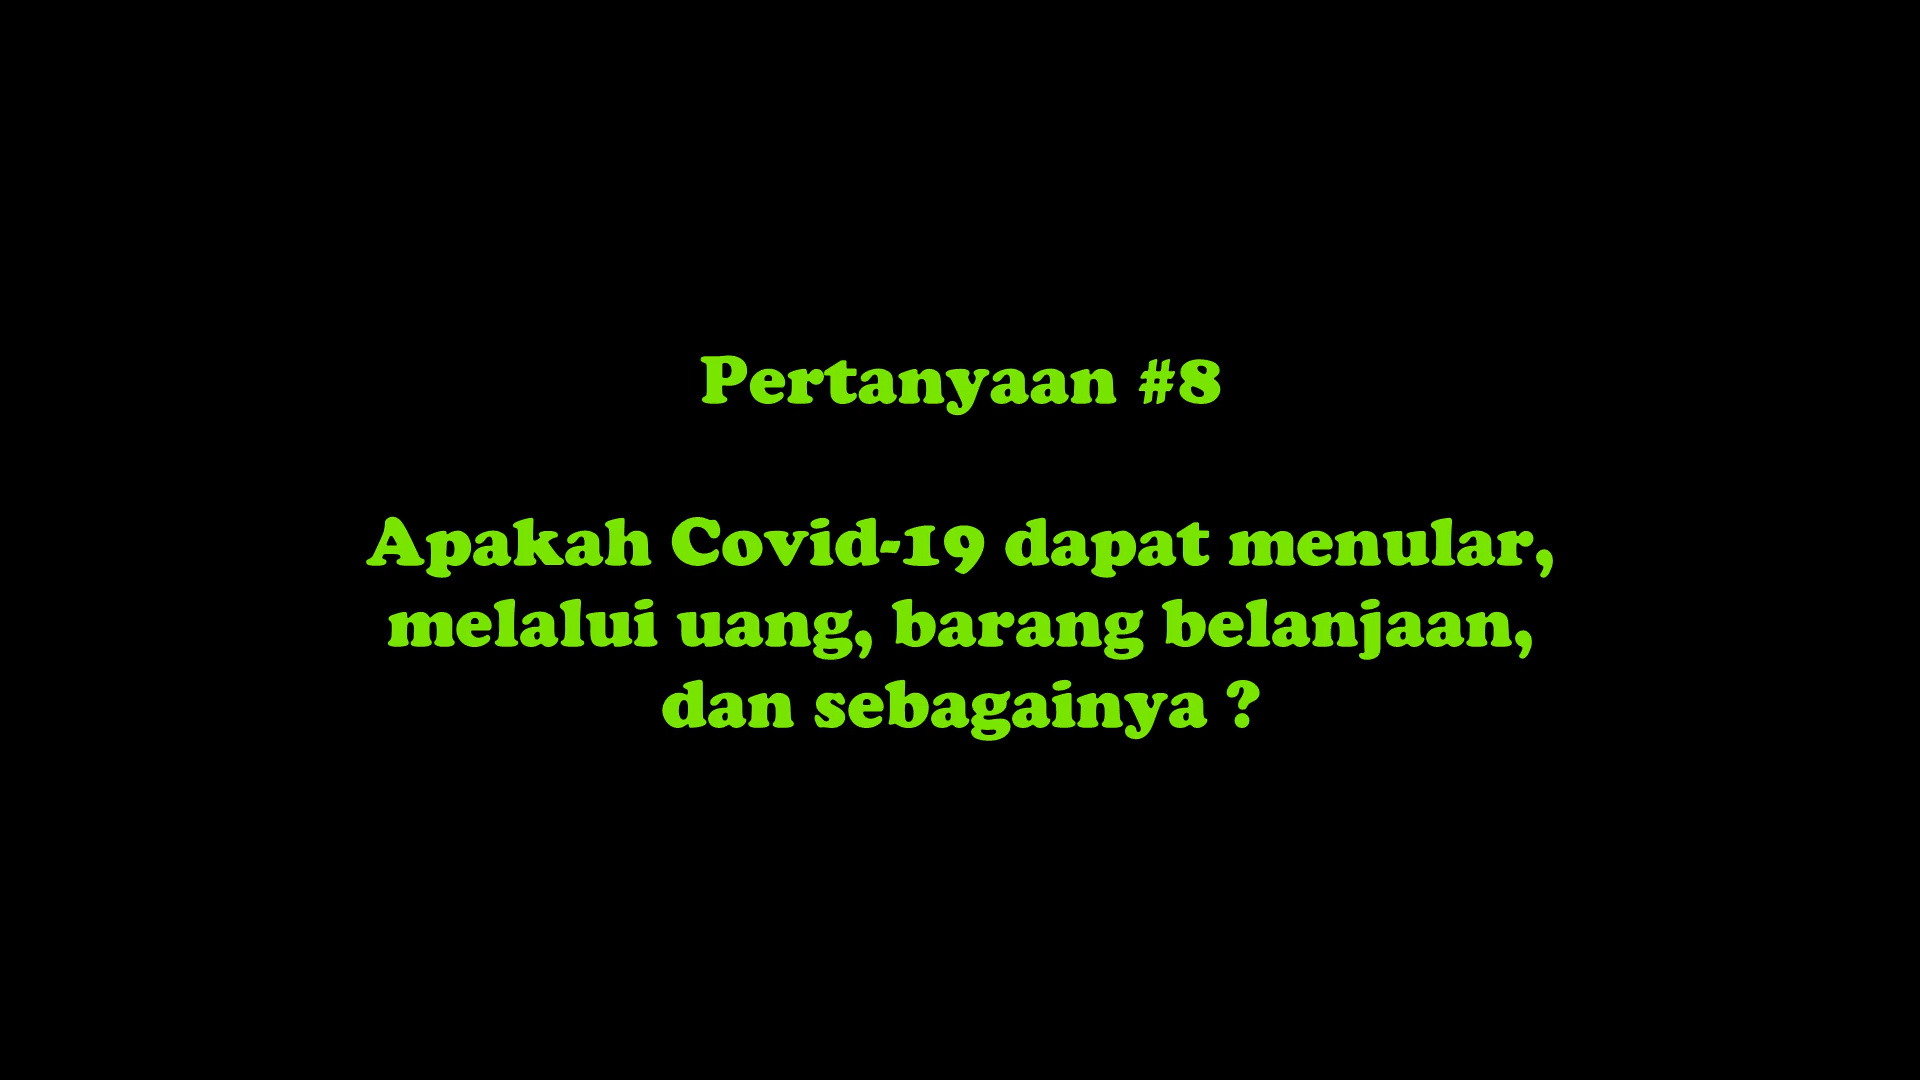 Pertanyaan #8
Apakah Covid-19 dapat menular,
melalui uang, barang belanjaan,
dan sebagainya ?